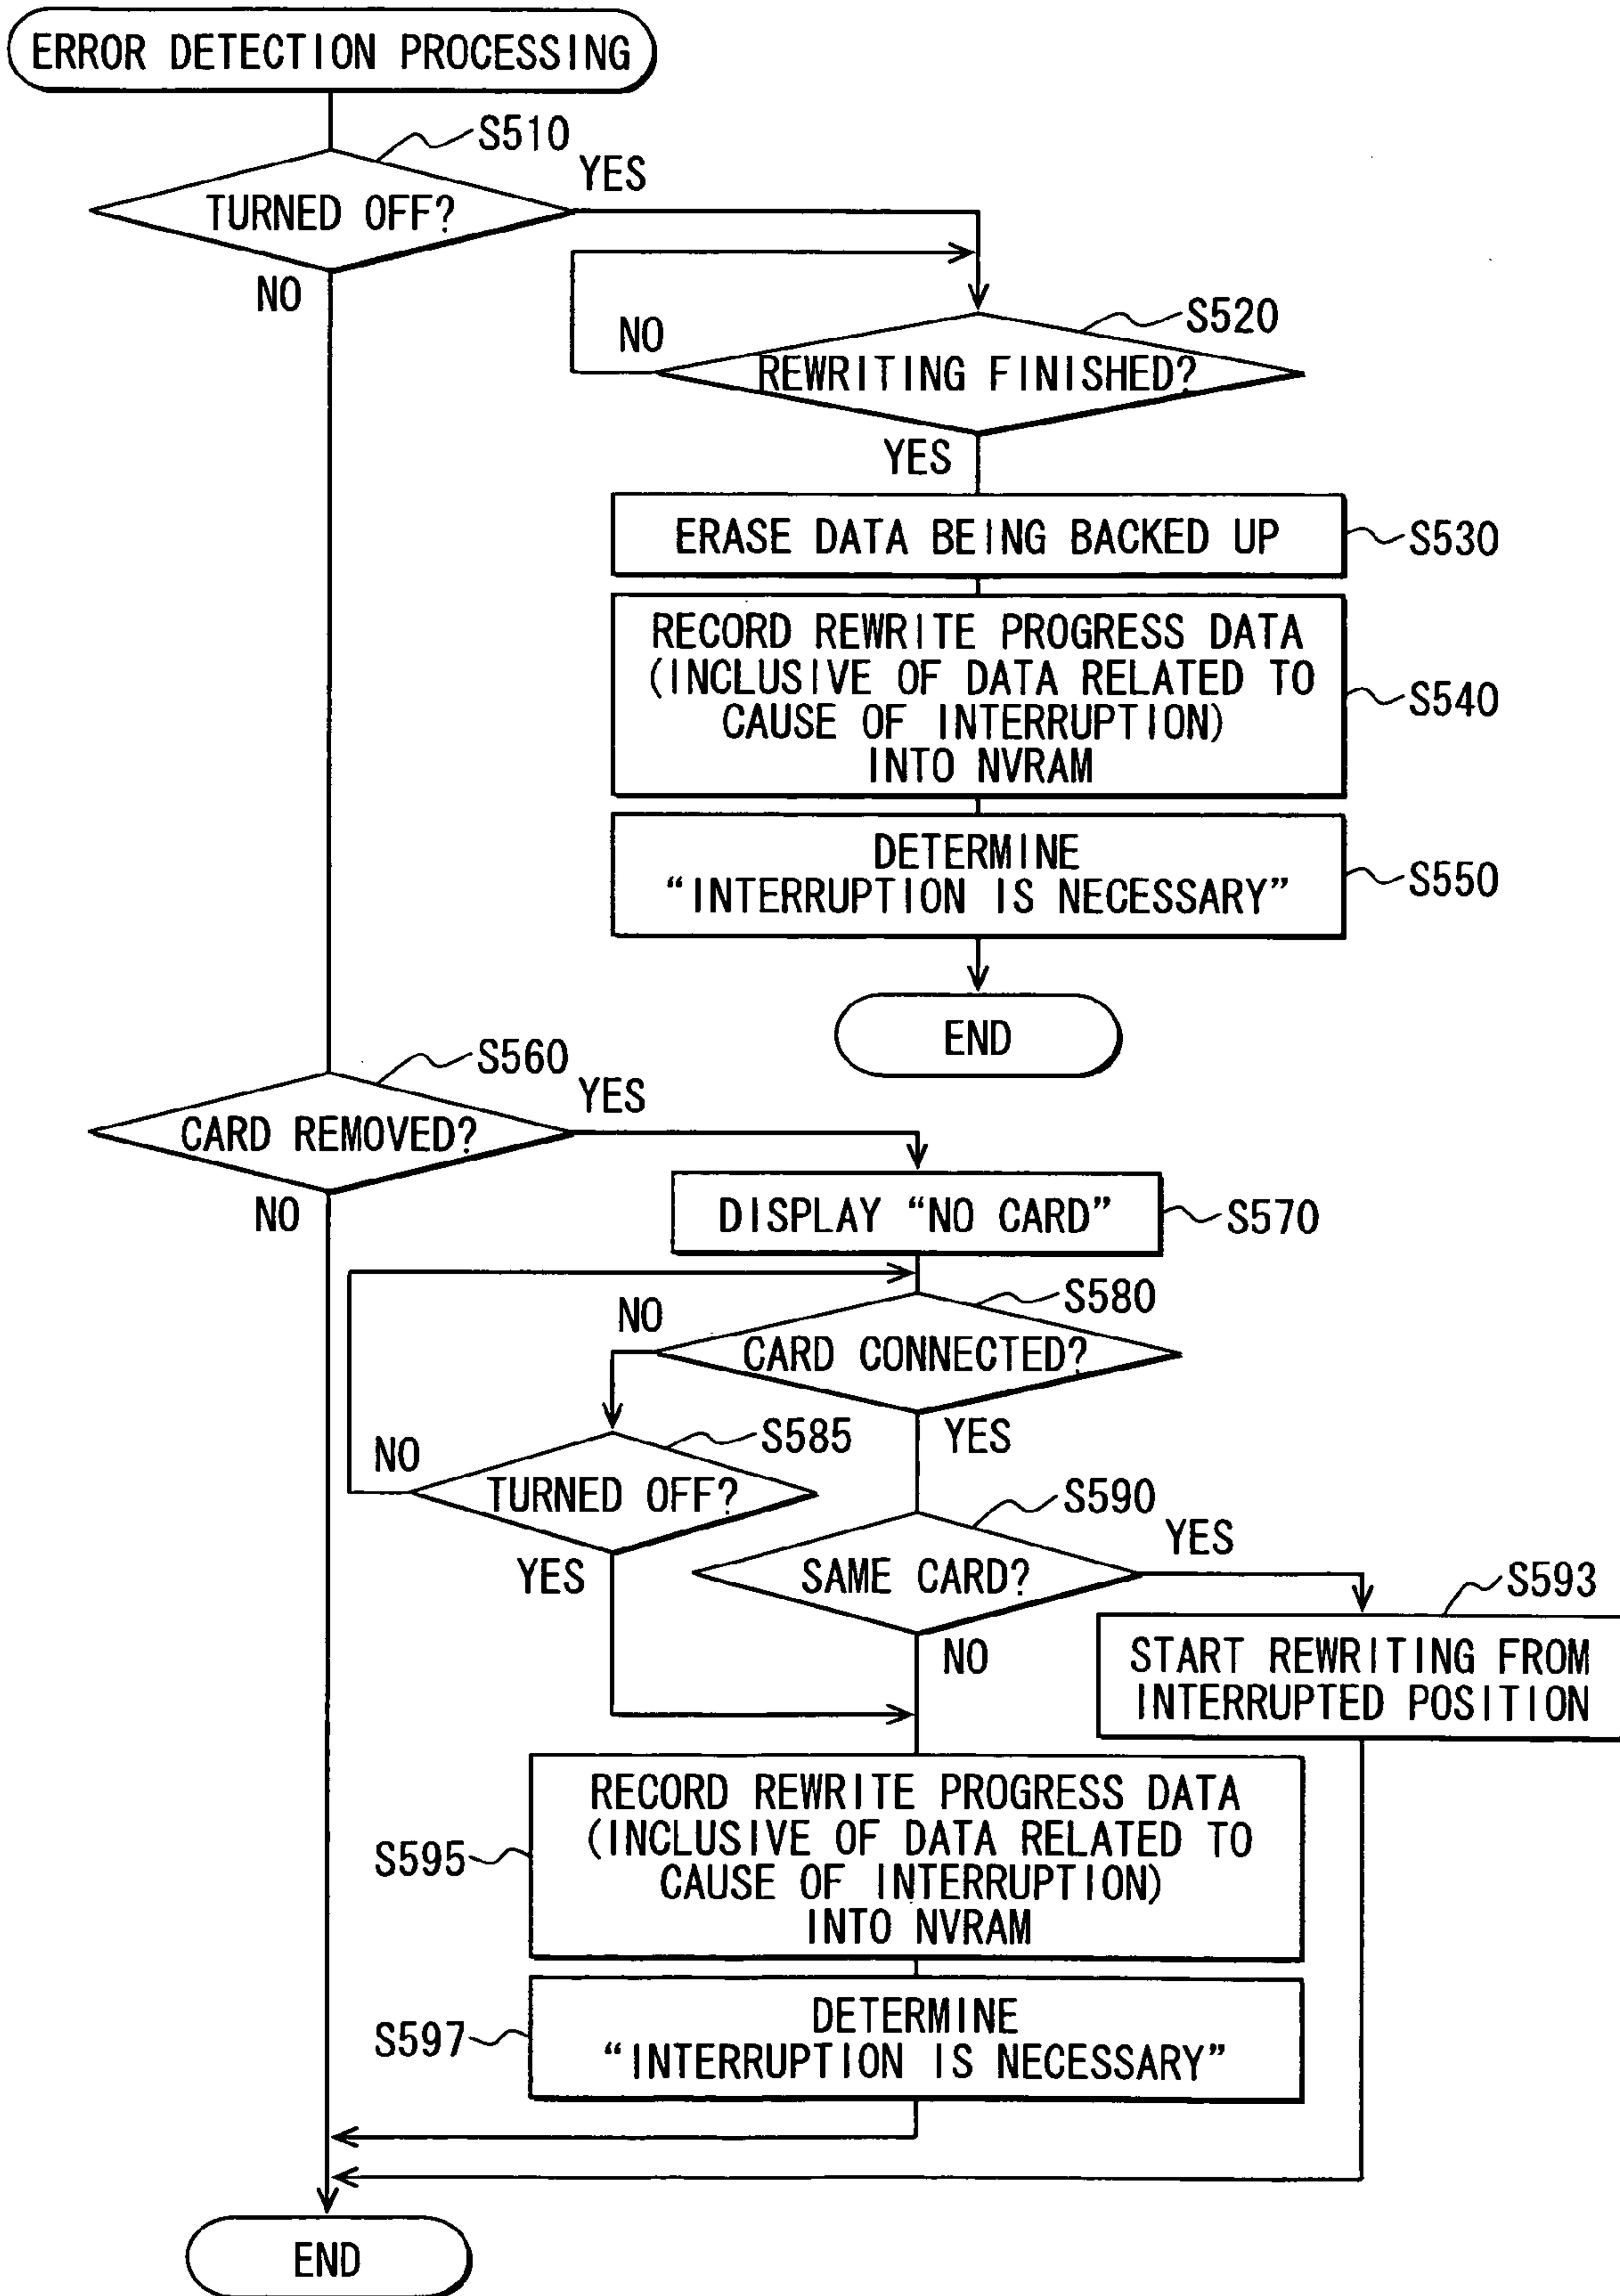 ERROR DETECTION PROCESSING
S510
YES
TURNED OFF?
NO
S520
NO
REWRITING FINISHED?
YES
ERASE DATA BEING BACKED UP
S530
RECORD REWRITE PROGRESS DATA
(INCLUSIVE OF DATA RELATED TO
CAUSE OF INTERRUPTION)
INTO NVRAM
S540
DETERMINE
“INTERRUPTION IS NECESSARY”
S550
END
S560
YES
CARD REMOVED?
NO
DISPLAY “NO CARD”
S570
S580
NO
CARD CONNECTED?
YES
S585
NO
TURNED OFF?
YES
S590
YES
SAME CARD?
NO
S593
START REWRITING FROM
INTERRUPTED POSITION
RECORD REWRITE PROGRESS DATA
(INCLUSIVE OF DATA RELATED TO
CAUSE OF INTERRUPTION)
INTO NVRAM
S595
DETERMINE
“INTERRUPTION IS NECESSARY”
S597
END